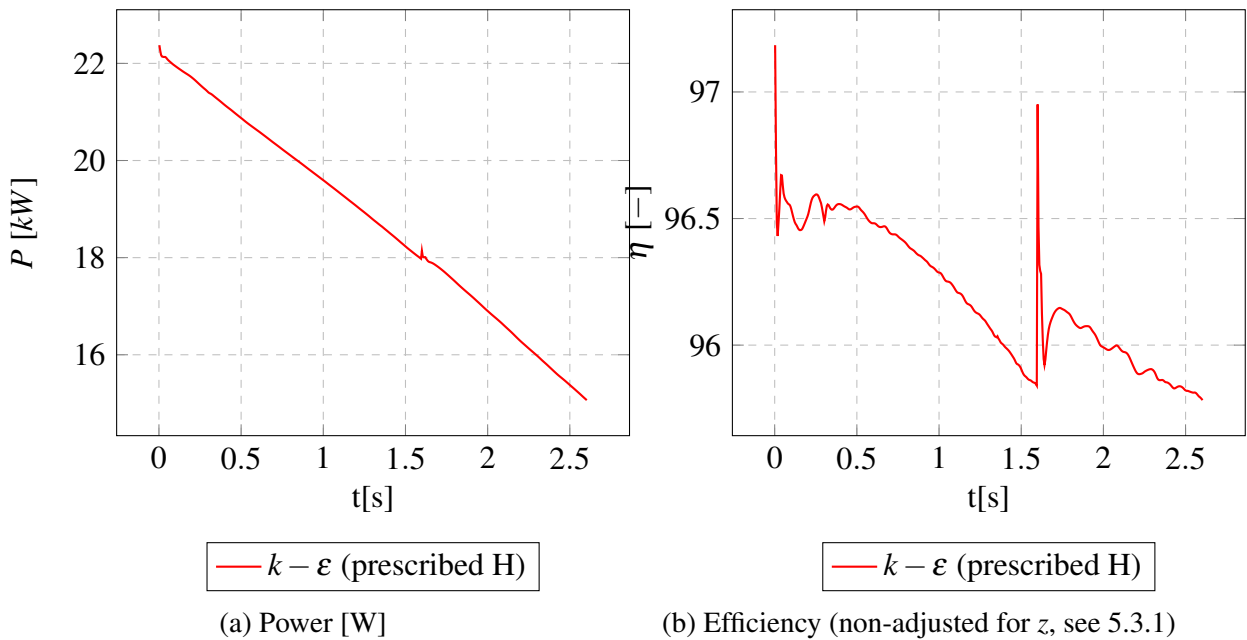 22
20
18
16
P [kW]
0
0.5
1
1.5
2
2.5
t[s]
k − ε (prescribed H)
(a) Power [W]
97
96.5
96
η [−]
0
0.5
1
1.5
2
2.5
t[s]
k − ε (prescribed H)
(b) Efficiency (non-adjusted for z, see 5.3.1)